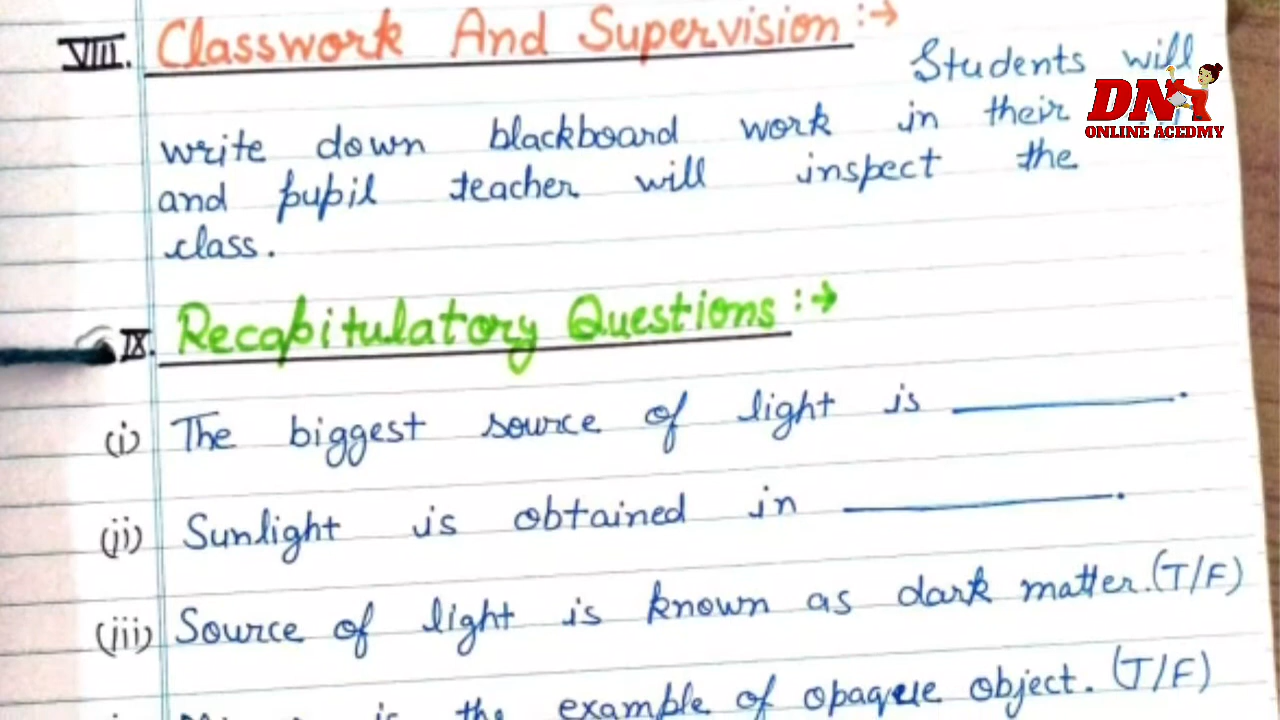 VIII. Classwork And Supervision :→
Students will
write down blackboard work in their
and pupil teacher will inspect the
class.
IX. Recapitulatory Questions :→
(i) The biggest source of light is ________.
(ii) Sunlight is obtained in ________.
(iii) Source of light is known as dark matter. (T/F)
is the example of opaque object. (T/F)
DNA
ONLINE ACEDMY